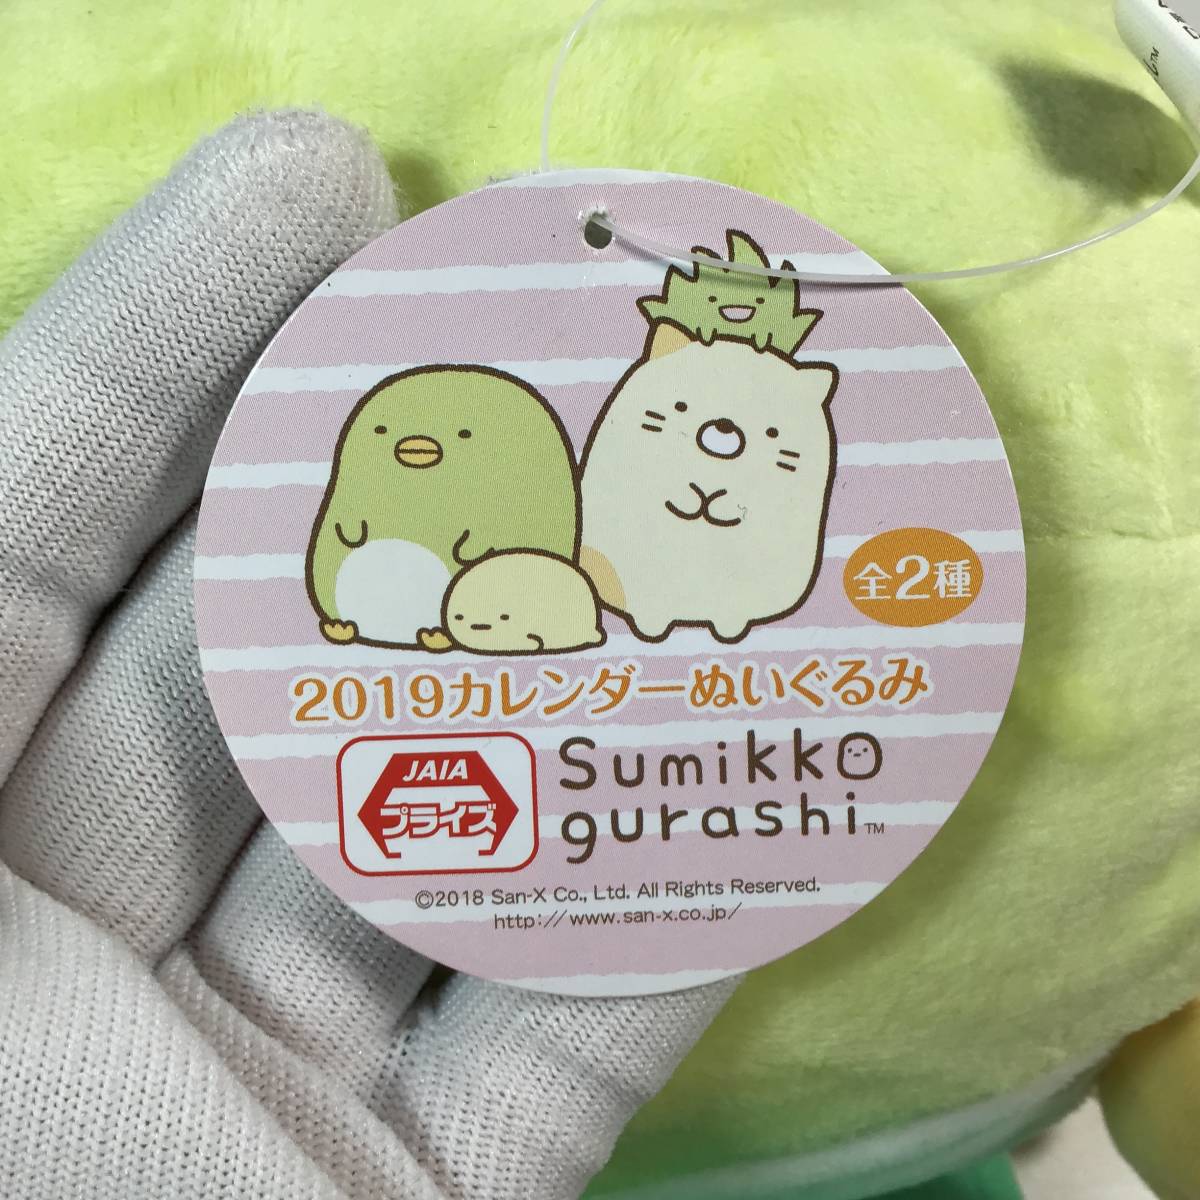 全2種
2019カレンダーぬいぐるみ
JAIA
プライズ
Sumikko
gurashi™
©2018 San-X Co., Ltd. All Rights Reserved.
http://www.san-x.co.jp/